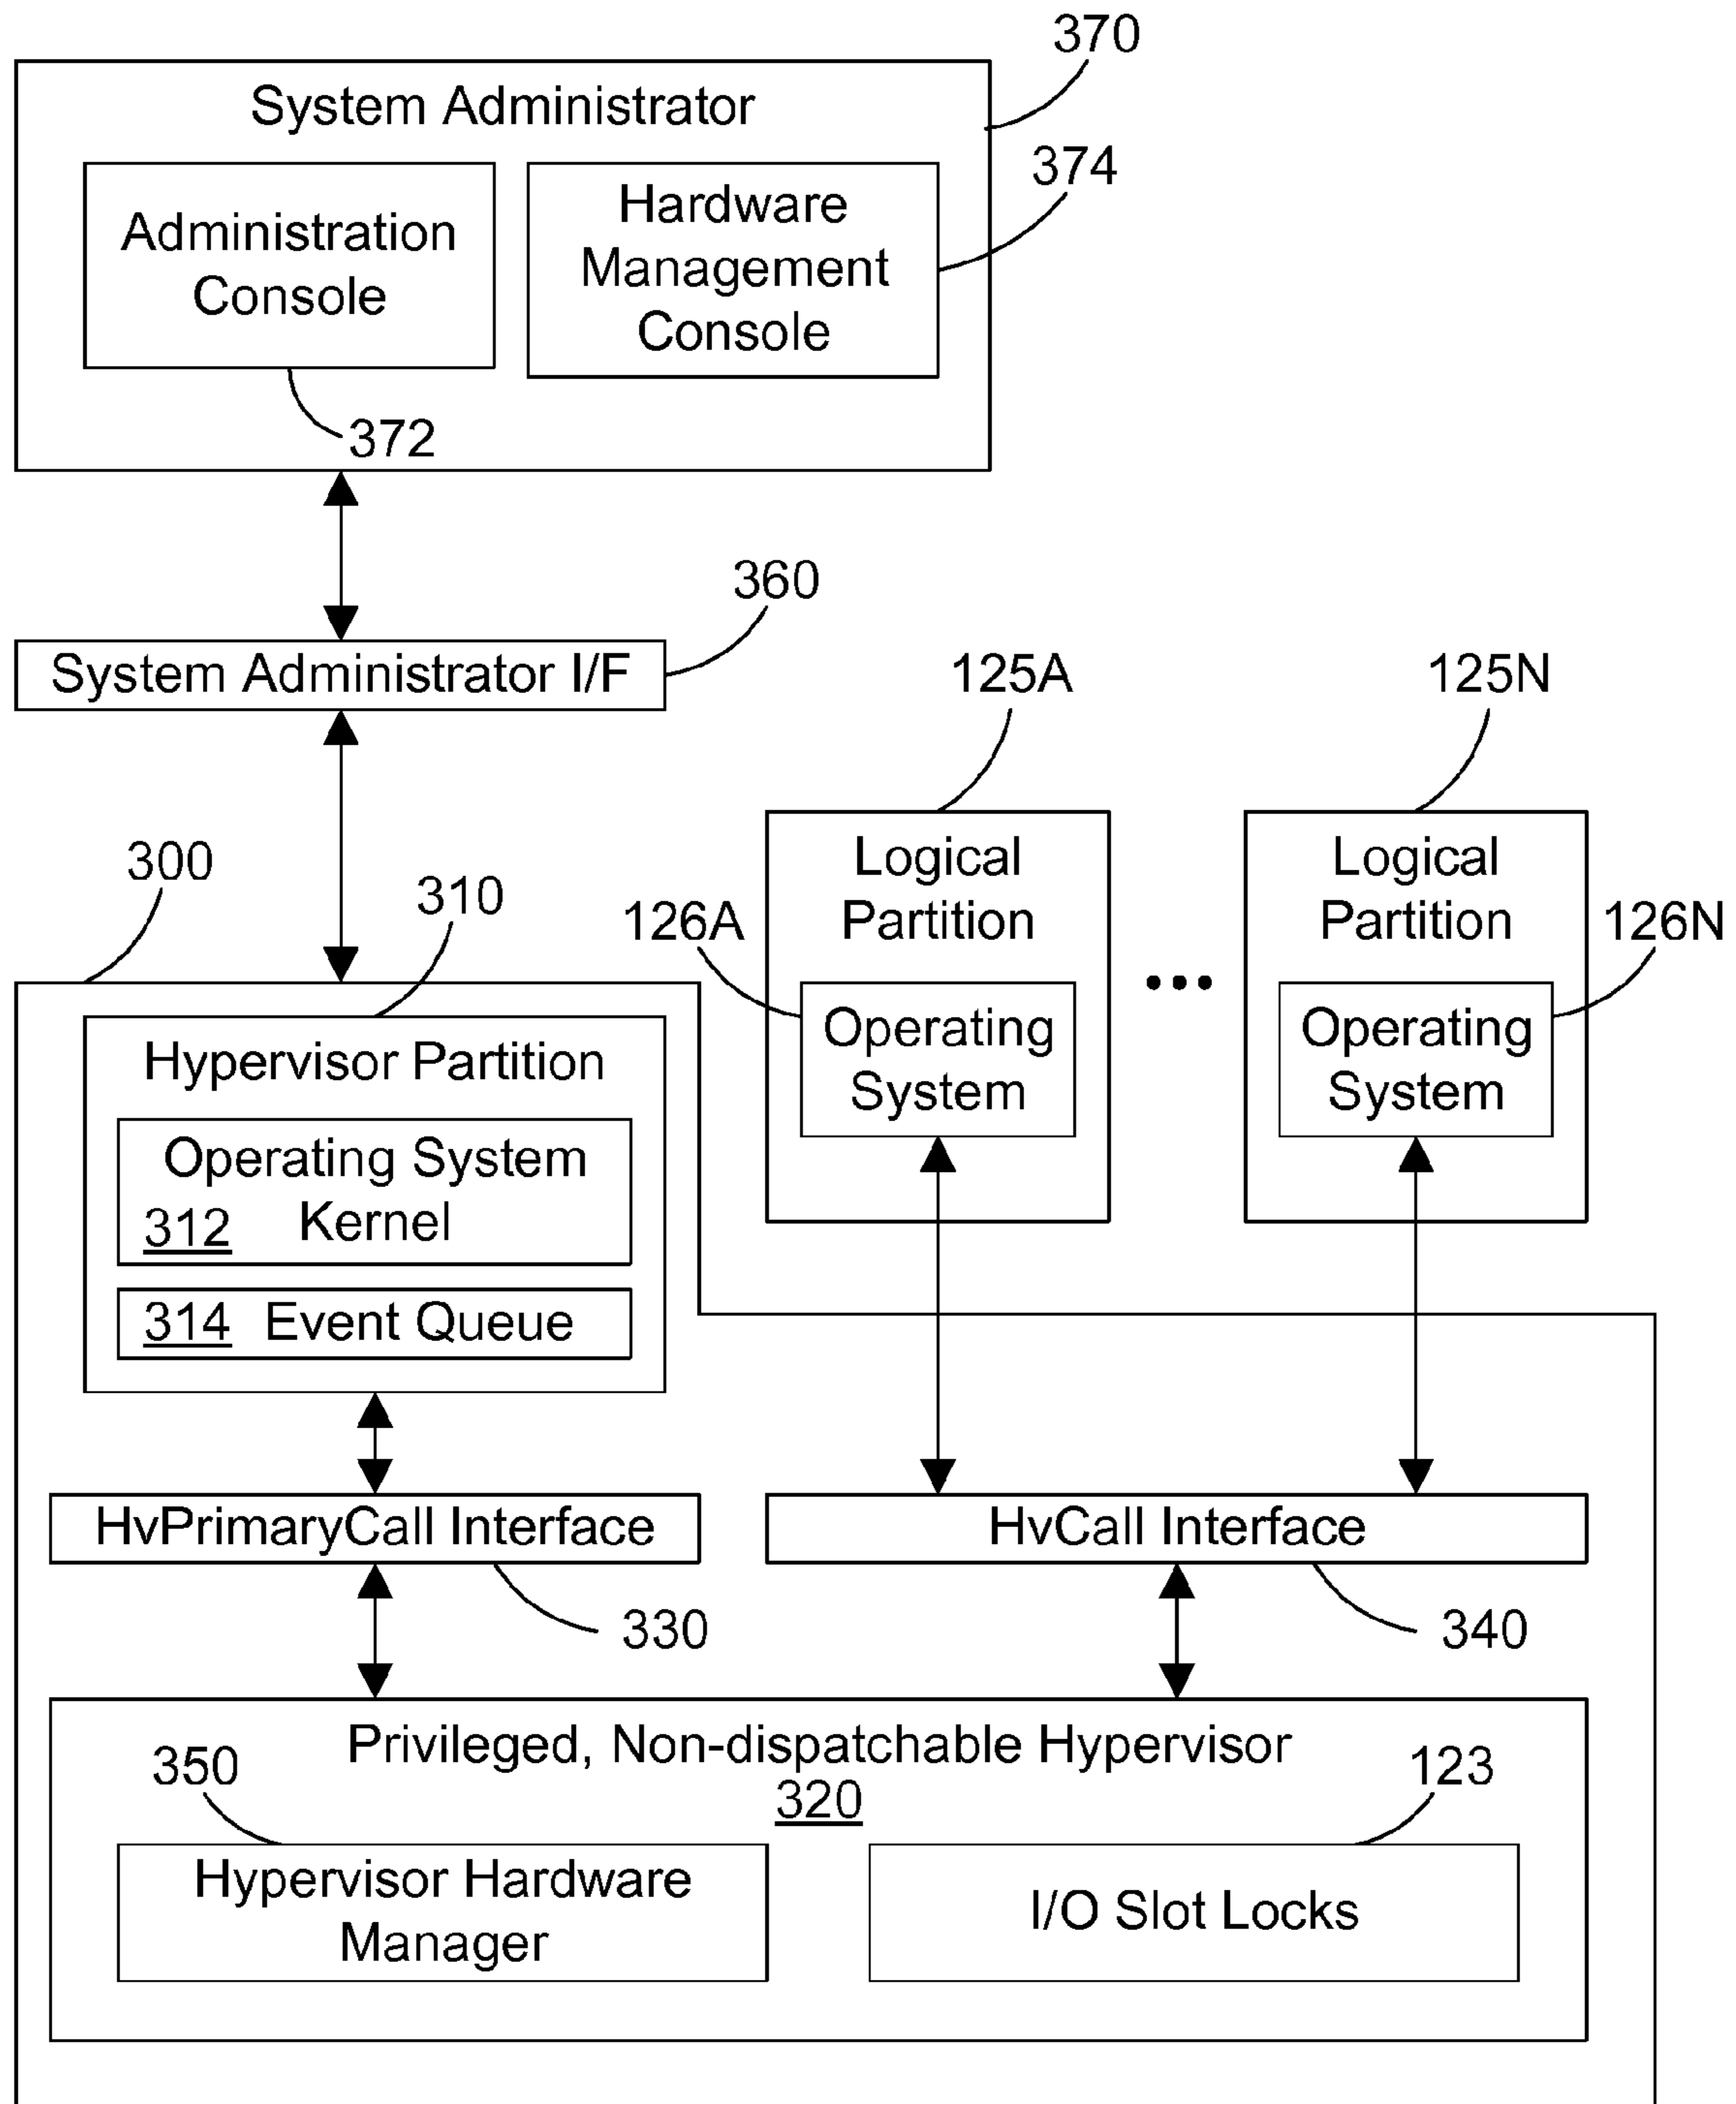 370
System Administrator
374
Administration
Console
Hardware
Management
Console
372
360
System Administrator I/F
125A
125N
300
310
Logical
Partition
Logical
Partition
126A
126N
Operating
System
Operating
System
Hypervisor Partition
Operating System
312 Kernel
314 Event Queue
HvPrimaryCall Interface
HvCall Interface
330
340
Privileged, Non-dispatchable Hypervisor
320
350
123
Hypervisor Hardware
Manager
I/O Slot Locks